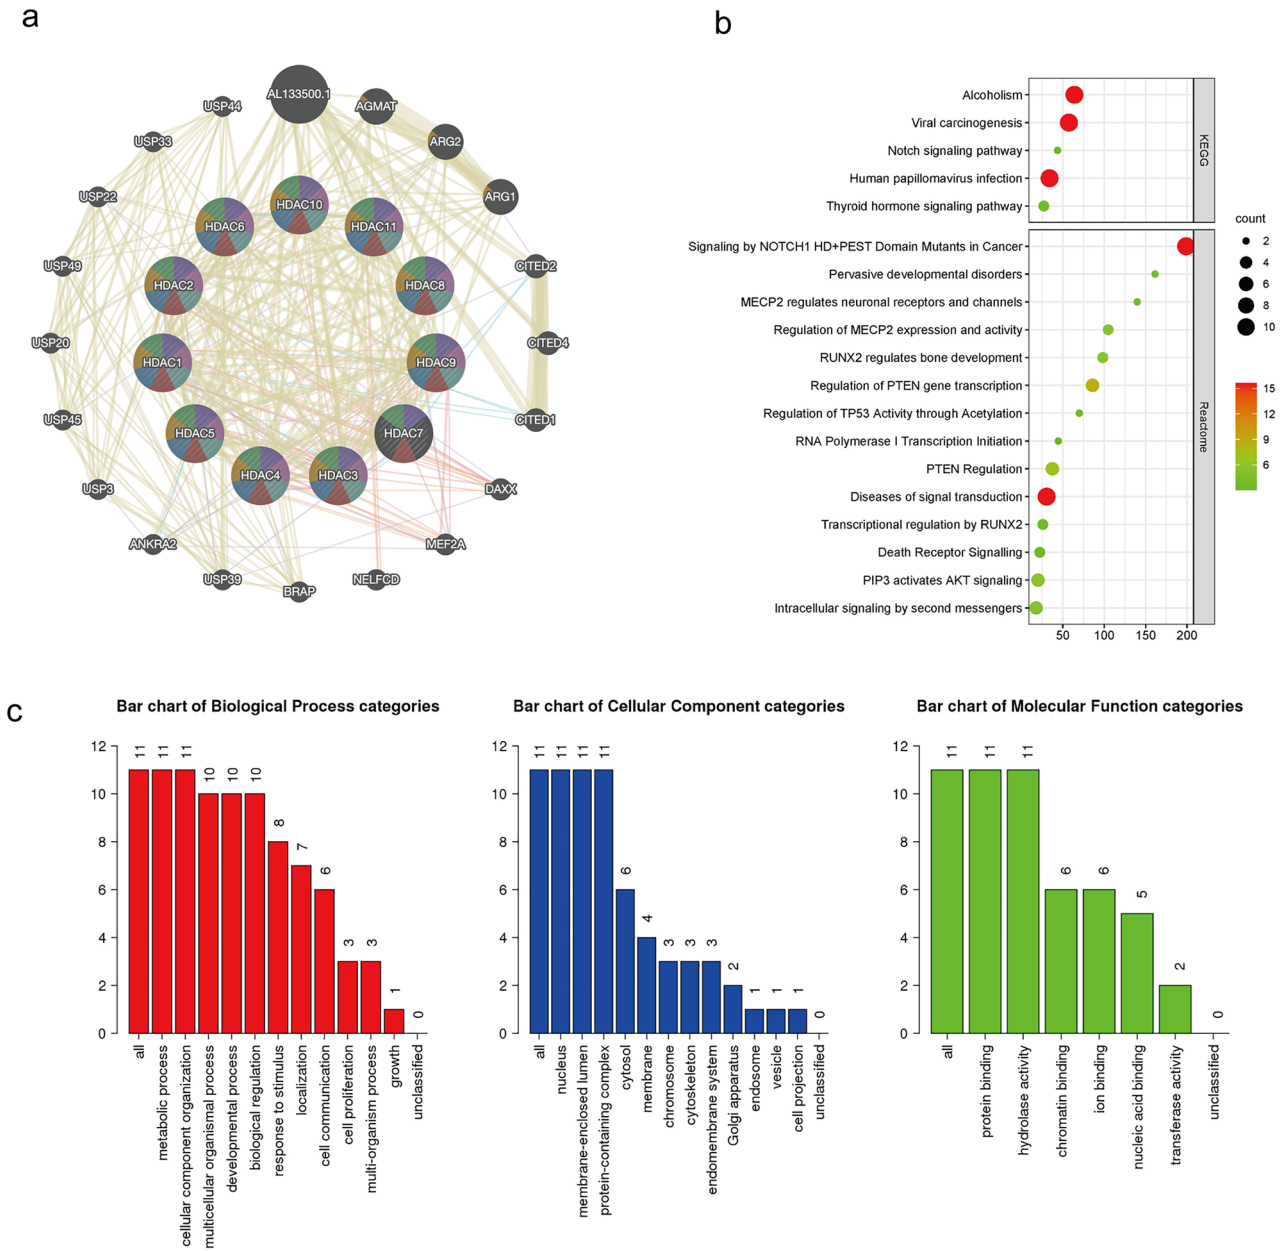 a
b
AL133500.1
AGMAT
ARG2
ARG1
CITED2
CITED4
CITED1
DAXX
MEF2A
NELFCD
BRAP
USP39
ANKRA2
USP3
USP45
USP20
USP49
USP22
USP33
USP44
HDAC10
HDAC11
HDAC8
HDAC9
HDAC7
HDAC3
HDAC4
HDAC5
HDAC1
HDAC2
HDAC6
Alcoholism
Viral carcinogenesis
Notch signaling pathway
Human papillomavirus infection
Thyroid hormone signaling pathway
KEGG
Signaling by NOTCH1 HD+PEST Domain Mutants in Cancer
Pervasive developmental disorders
MECP2 regulates neuronal receptors and channels
Regulation of MECP2 expression and activity
RUNX2 regulates bone development
Regulation of PTEN gene transcription
Regulation of TP53 Activity through Acetylation
RNA Polymerase I Transcription Initiation
PTEN Regulation
Diseases of signal transduction
Transcriptional regulation by RUNX2
Death Receptor Signalling
PIP3 activates AKT signaling
Intracellular signaling by second messengers
Reactome
50 100 150 200
count
2
4
6
8
10
15
12
9
6
c
Bar chart of Biological Process categories
12
10
8
6
4
2
0
11 11 11 10 10 10 8 7 6 3 3 1 0
all
metabolic process
cellular component organization
multicellular organismal process
developmental process
biological regulation
response to stimulus
localization
cell communication
cell proliferation
multi-organism process
growth
unclassified
Bar chart of Cellular Component categories
12
10
8
6
4
2
0
11 11 11 11 6 4 3 3 3 2 1 1 1 0
all
nucleus
membrane-enclosed lumen
protein-containing complex
cytosol
membrane
chromosome
cytoskeleton
endomembrane system
Golgi apparatus
endosome
vesicle
cell projection
unclassified
Bar chart of Molecular Function categories
12
10
8
6
4
2
0
11 11 11 6 6 5 2 0
all
protein binding
hydrolase activity
chromatin binding
ion binding
nucleic acid binding
transferase activity
unclassified